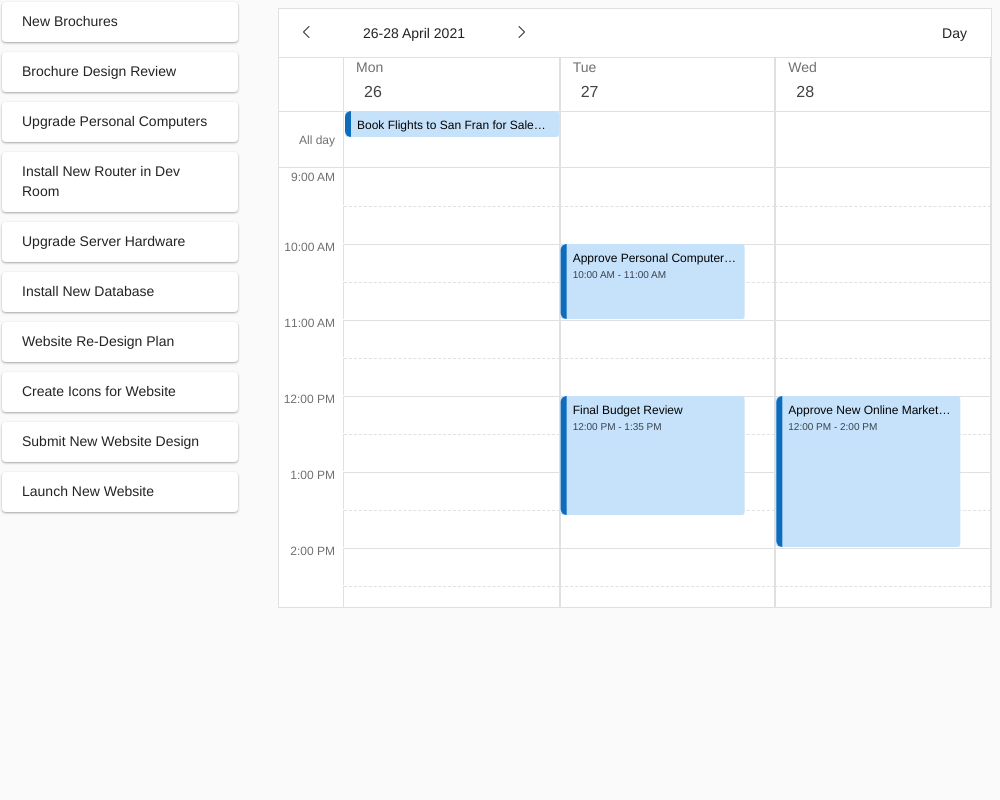 New Brochures
Brochure Design Review
Upgrade Personal Computers
Install New Router in Dev
Room
Upgrade Server Hardware
Install New Database
Website Re-Design Plan
Create Icons for Website
Submit New Website Design
Launch New Website
26-28 April 2021
Day
Mon
26
Tue
27
Wed
28
All day
Book Flights to San Fran for Sale…
9:00 AM
10:00 AM
11:00 AM
12:00 PM
1:00 PM
2:00 PM
Approve Personal Computer…
10:00 AM - 11:00 AM
Final Budget Review
12:00 PM - 1:35 PM
Approve New Online Market…
12:00 PM - 2:00 PM